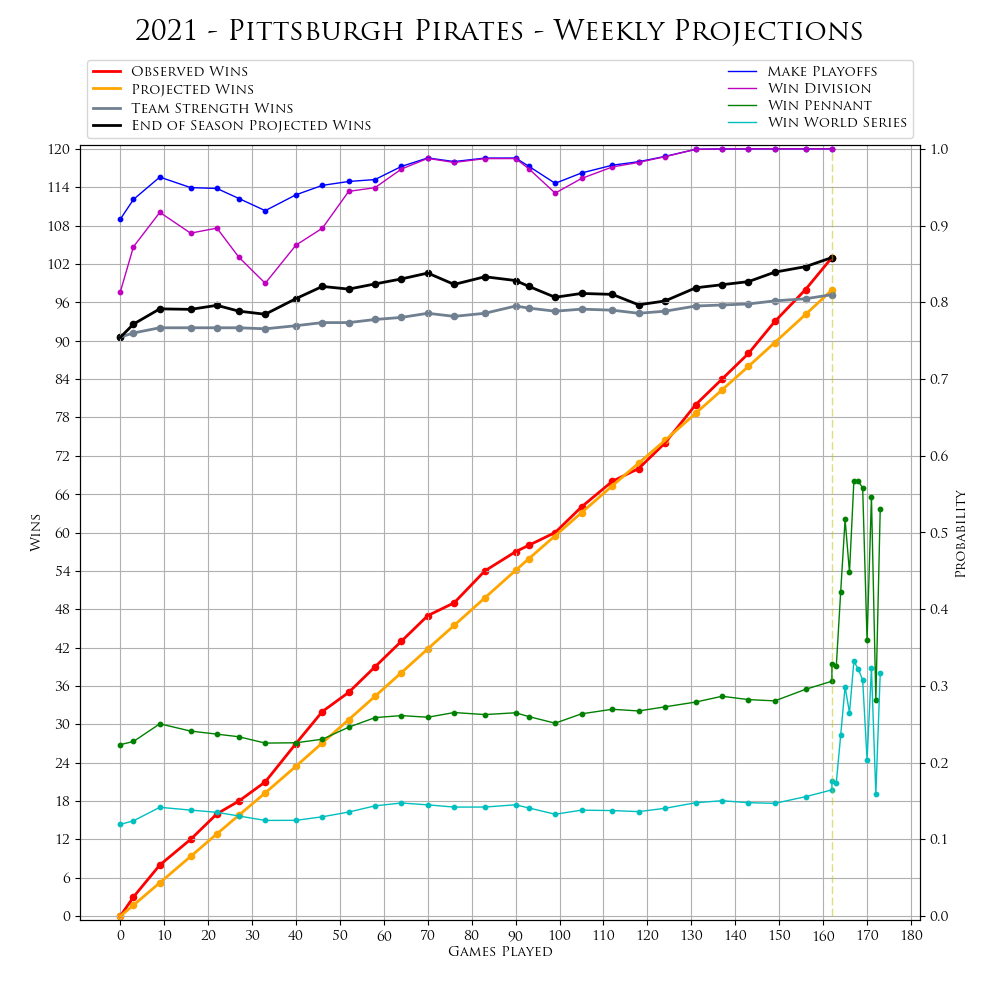 2021 - Pittsburgh Pirates - Weekly Projections
Observed Wins
Projected Wins
Team Strength Wins
End of Season Projected Wins
Make Playoffs
Win Division
Win Pennant
Win World Series
120
114
108
102
96
90
84
78
72
66
60
54
48
42
36
30
24
18
12
6
0
Wins
1.0
0.9
0.8
0.7
0.6
0.5
0.4
0.3
0.2
0.1
0.0
Probability
0 10 20 30 40 50 60 70 80 90 100 110 120 130 140 150 160 170 180
Games Played